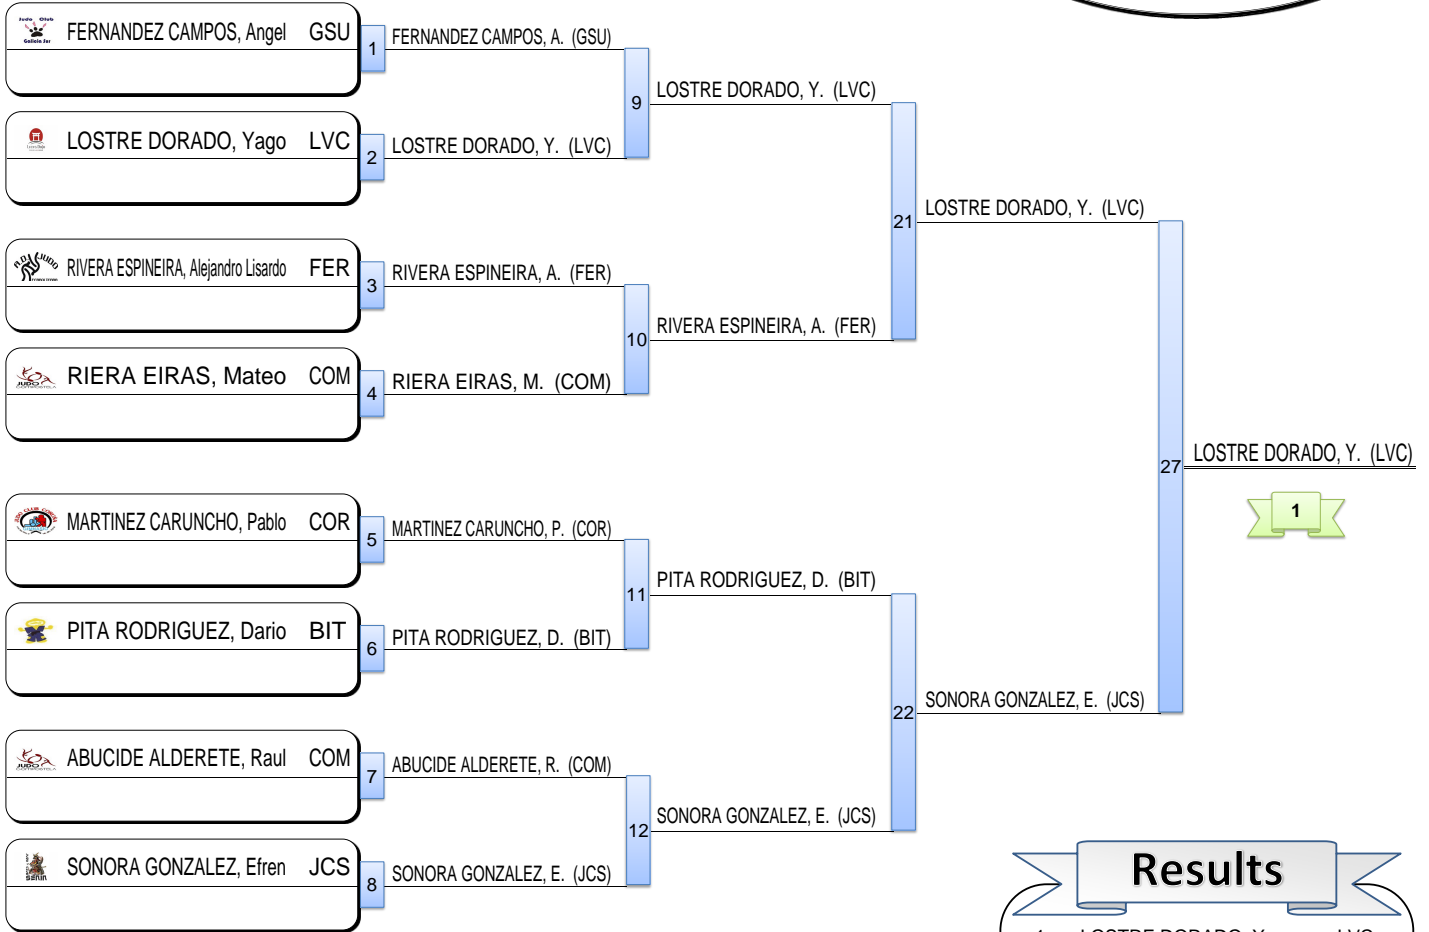 FERNANDEZ CAMPOS, Angel GSU
1
FERNANDEZ CAMPOS, A. (GSU)
9
LOSTRE DORADO, Y. (LVC)
LOSTRE DORADO, Yago LVC
2
LOSTRE DORADO, Y. (LVC)
21
LOSTRE DORADO, Y. (LVC)
RIVERA ESPINEIRA, Alejandro Lisardo FER
3
RIVERA ESPINEIRA, A. (FER)
10
RIVERA ESPINEIRA, A. (FER)
RIERA EIRAS, Mateo COM
4
RIERA EIRAS, M. (COM)
27
LOSTRE DORADO, Y. (LVC)
1
MARTINEZ CARUNCHO, Pablo COR
5
MARTINEZ CARUNCHO, P. (COR)
11
PITA RODRIGUEZ, D. (BIT)
PITA RODRIGUEZ, Dario BIT
6
PITA RODRIGUEZ, D. (BIT)
22
SONORA GONZALEZ, E. (JCS)
ABUCIDE ALDERETE, Raul COM
7
ABUCIDE ALDERETE, R. (COM)
12
SONORA GONZALEZ, E. (JCS)
SONORA GONZALEZ, Efren JCS
8
SONORA GONZALEZ, E. (JCS)
Results
1 LOSTRE DORADO, Y LVC